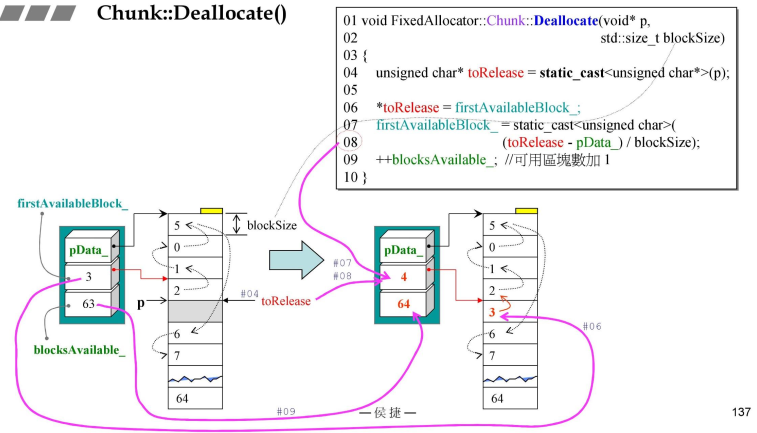 Chunk::Deallocate()
01 void FixedAllocator::Chunk::Deallocate(void* p,
02 std::size_t blockSize)
03 {
04 unsigned char* toRelease = static_cast<unsigned char*>(p);
05
06 *toRelease = firstAvailableBlock_;
07 firstAvailableBlock_ = static_cast<unsigned char>(
08 (toRelease - pData_) / blockSize);
09 ++blocksAvailable_; //可用區塊數加 1
10 }
firstAvailableBlock_
pData_
3
63
blocksAvailable_
p
5
0
1
2
6
7
64
blockSize
#04
toRelease
#07
#08
pData_
4
64
5
0
1
2
3
6
7
64
#06
#09
侯 捷
137